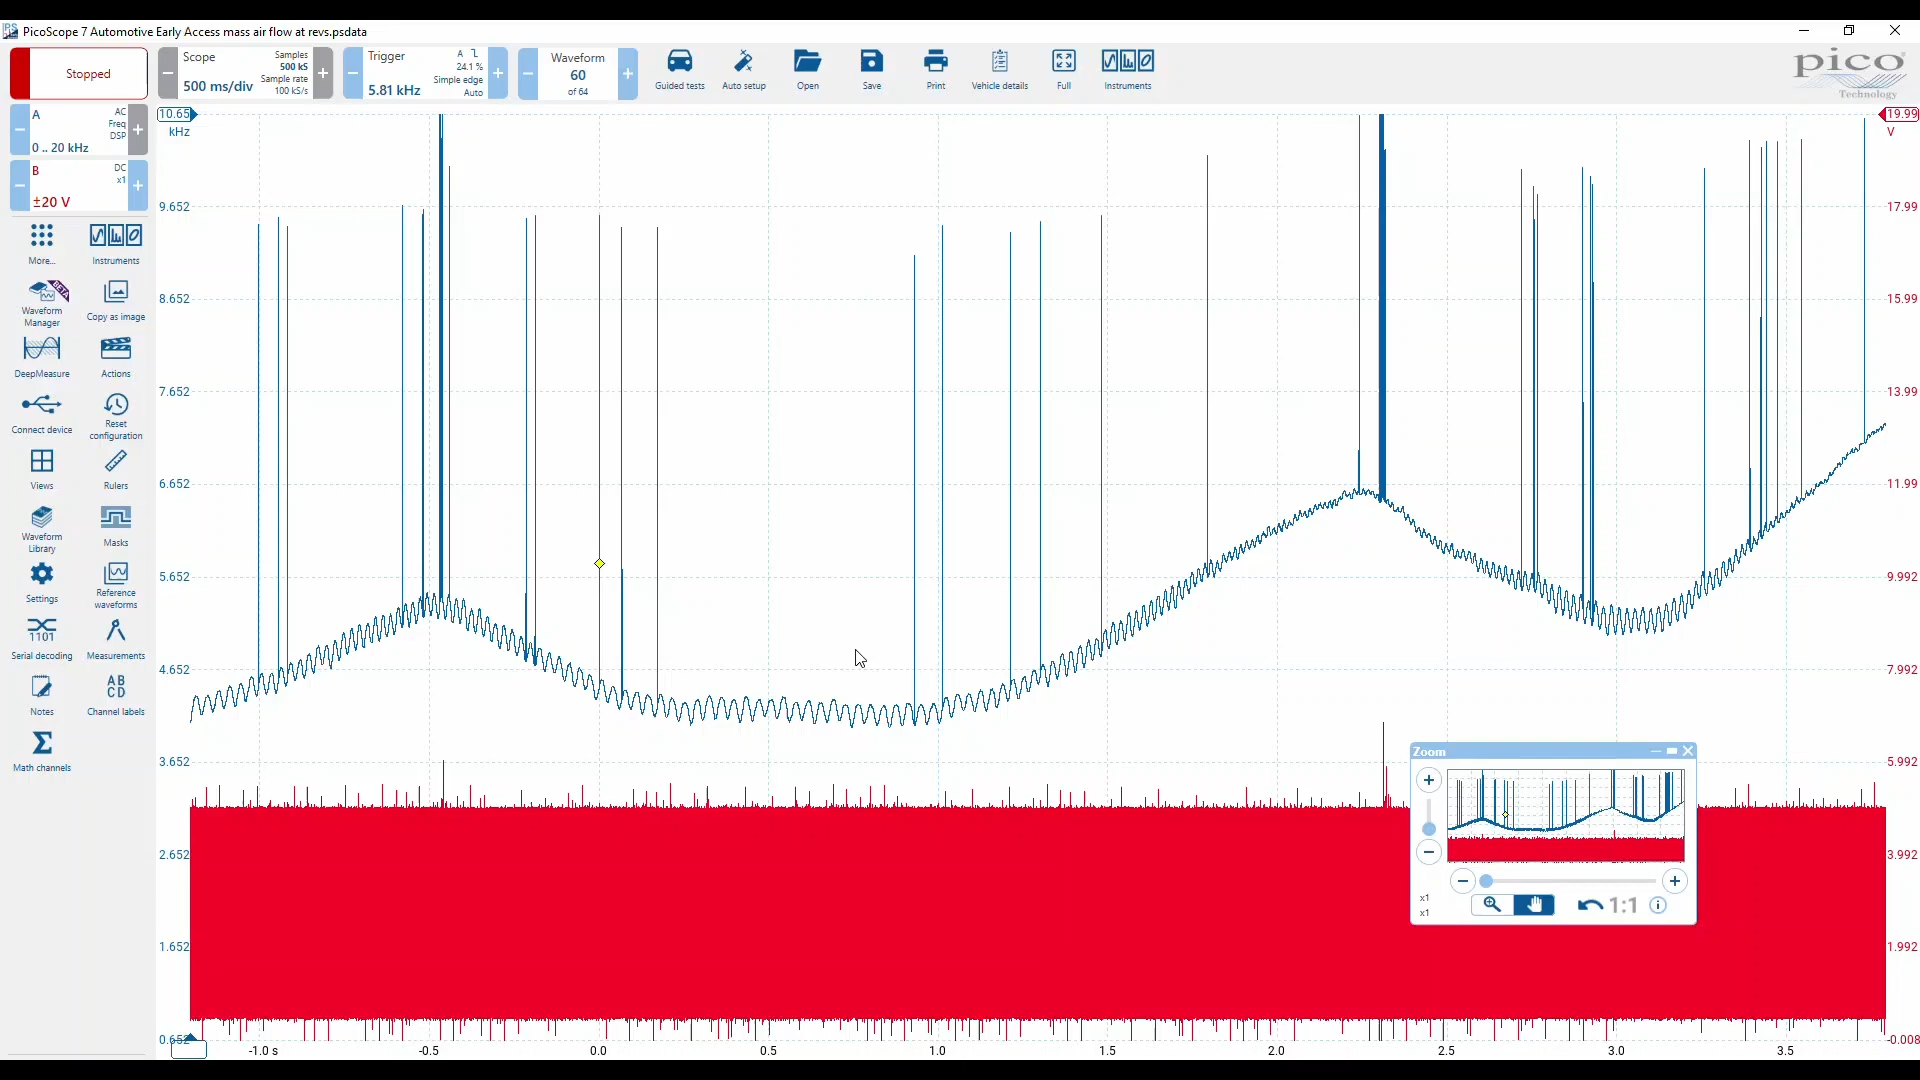 PicoScope 7 Automotive Early Access mass air flow at revs.psdata
Stopped
Scope
500 ms/div
Samples
500 kS
Sample rate
100 kS/s
Trigger
5.81 kHz
A
24.1 %
Simple edge
Auto
Waveform
60
of 64
Guided tests
Auto setup
Open
Save
Print
Vehicle details
Full
Instruments
pico
Technology
A
AC
Freq
DSP
0 .. 20 kHz
B
DC
x1
±20 V
More...
Instruments
BETA
Waveform
Manager
Copy as image
DeepMeasure
Actions
Connect device
Reset
configuration
Views
Rulers
Waveform
Library
Masks
Settings
Reference
waveforms
1101
Serial decoding
Measurements
Notes
AB
CD
Channel labels
Σ
Math channels
10.65
kHz
9.652
8.652
7.652
6.652
5.652
4.652
3.652
2.652
1.652
0.652
19.99
V
17.99
15.99
13.99
11.99
9.992
7.992
5.992
3.992
1.992
-0.008
Zoom
x1
x1
1:1
-1.0 s
-0.5
0.0
0.5
1.0
1.5
2.0
2.5
3.0
3.5